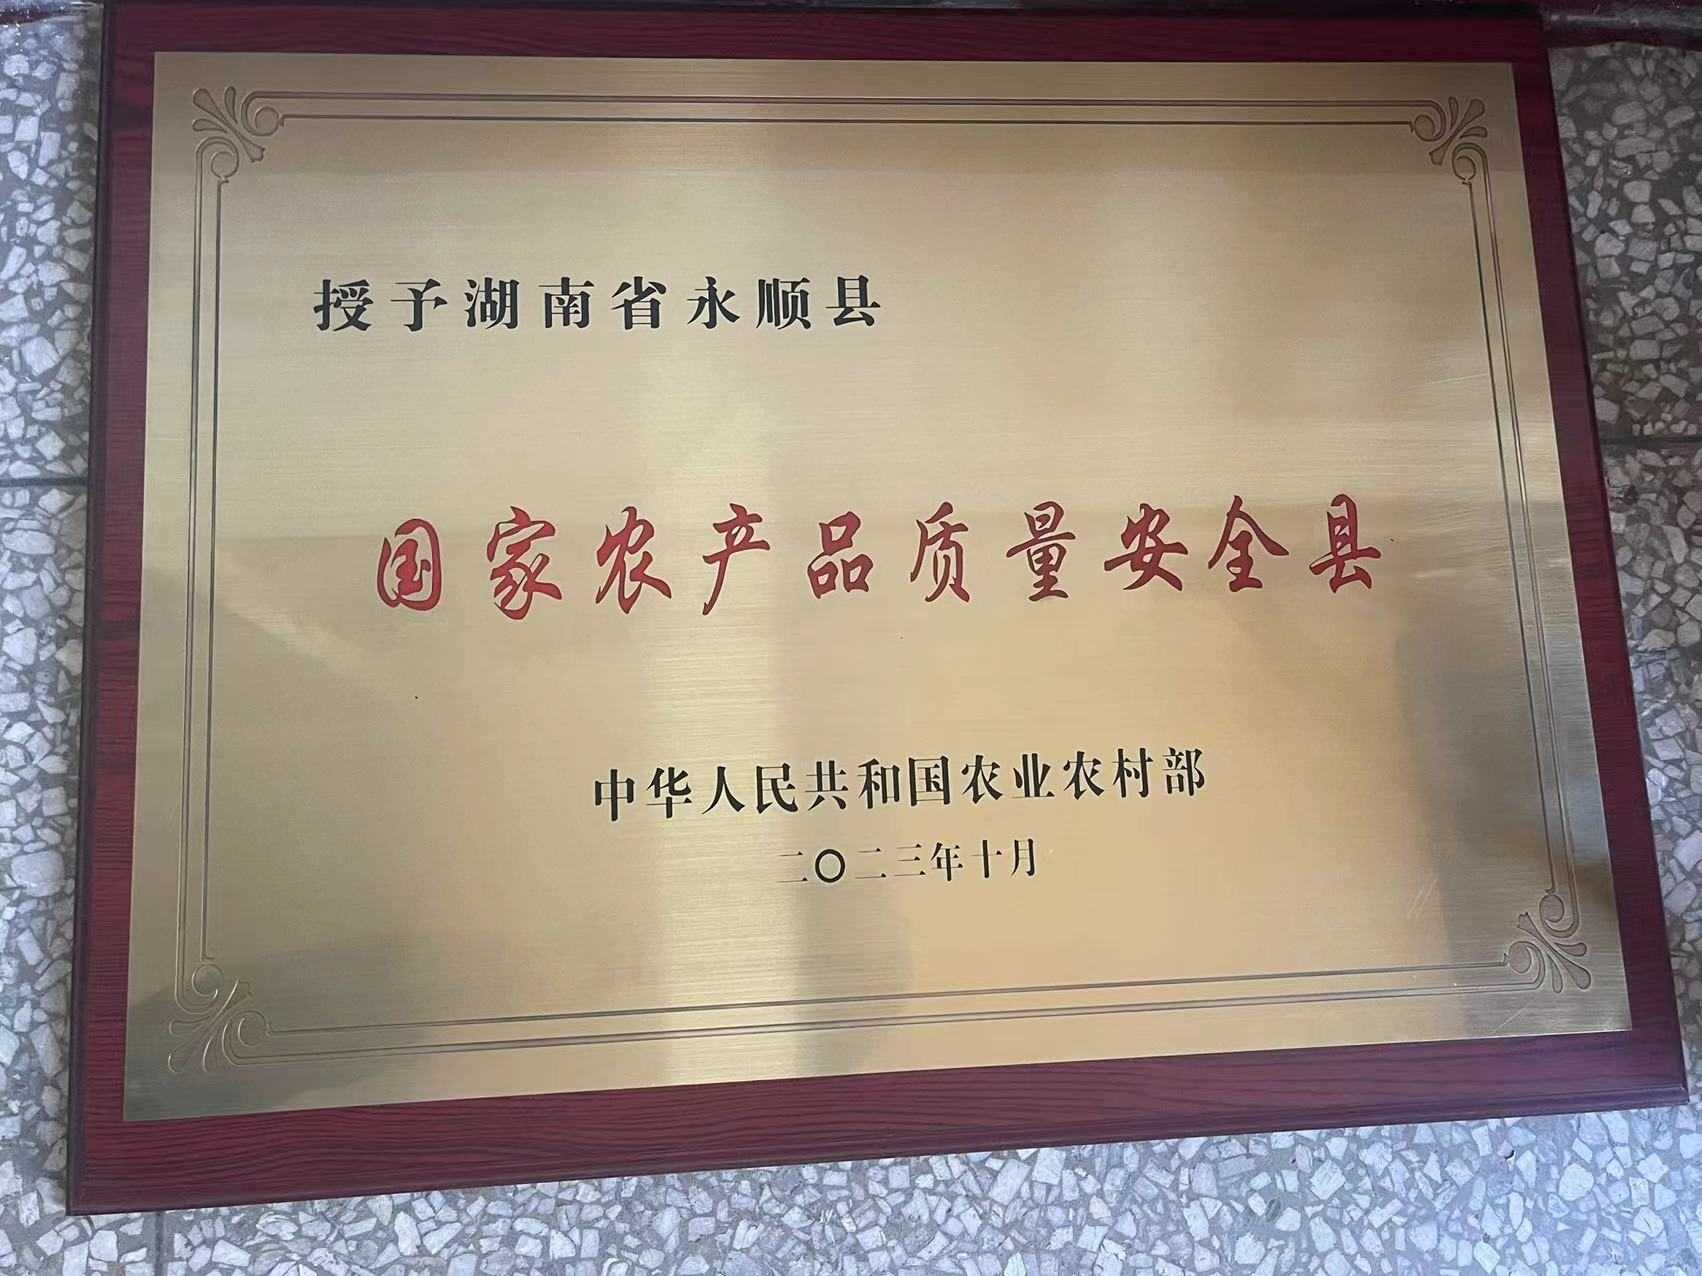 授予湖南省永顺县
国家农产品质量安全县
中华人民共和国农业农村部
二〇二三年十月